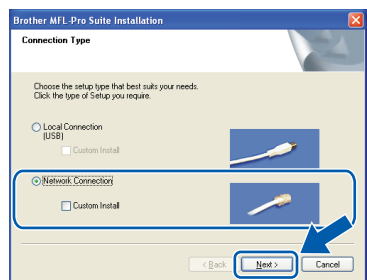 Brother MFL-Pro Suite Installation
Connection Type
Choose the setup type that best suits your needs.
Click the type of Setup you require.
Local Connection
(USB)
Custom Install
Network Connection
Custom Install
< Back
Next >
Cancel